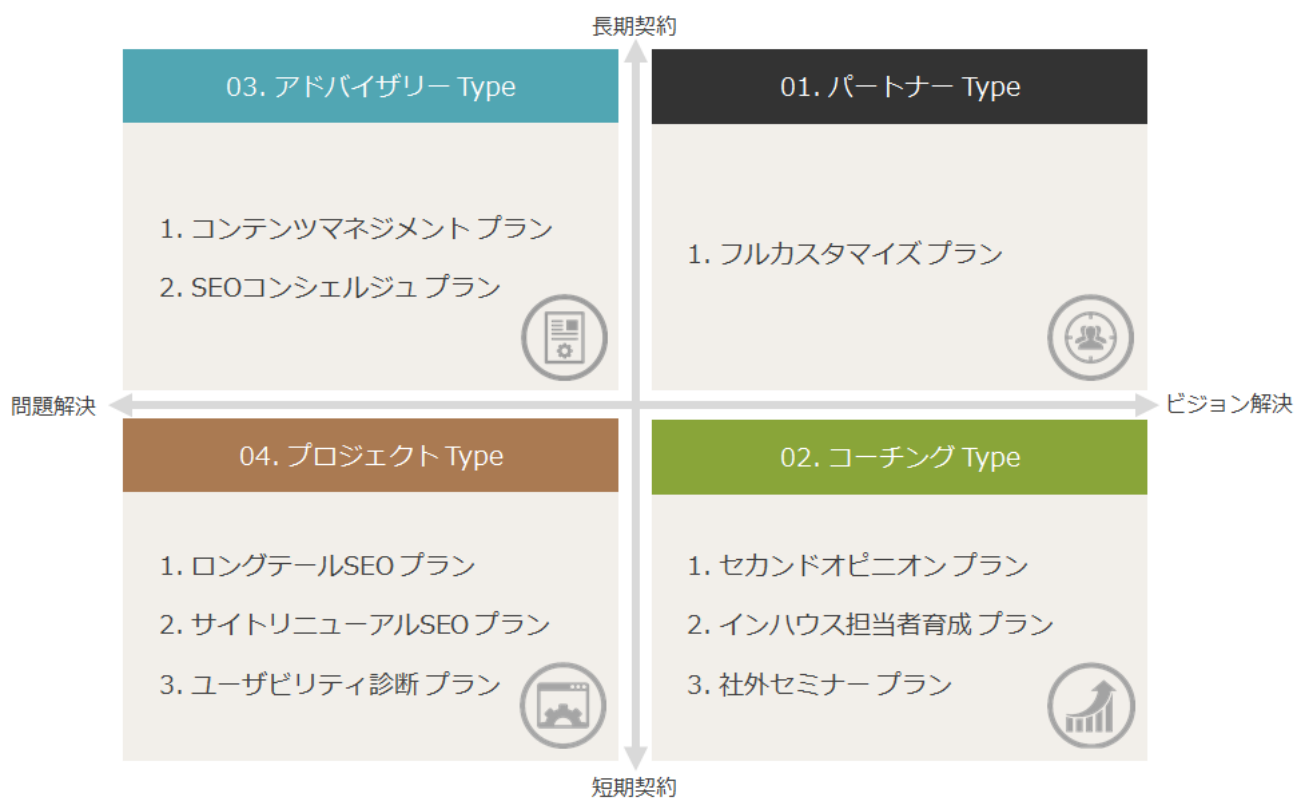 長期契約
03. アドバイザリー Type
1. コンテンツマネジメント プラン
2. SEOコンシェルジュ プラン
01. パートナー Type
1. フルカスタマイズ プラン
問題解決
ビジョン解決
04. プロジェクト Type
1. ロングテールSEO プラン
2. サイトリニューアルSEO プラン
3. ユーザビリティ診断 プラン
02. コーチング Type
1. セカンドオピニオン プラン
2. インハウス担当者育成 プラン
3. 社外セミナー プラン
短期契約